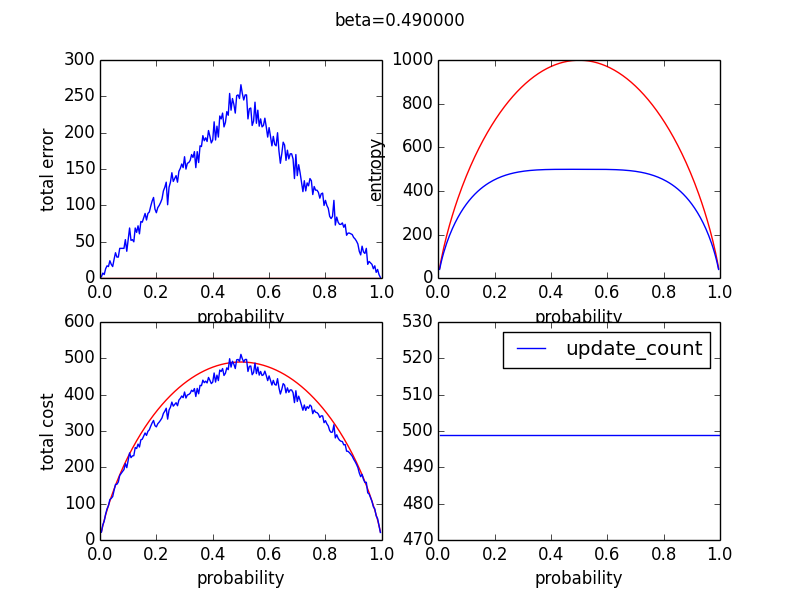 beta=0.490000
300
250
200
150
100
50
0
total error
0.0 0.2 0.4 0.6 0.8 1.0
probability
1000
800
600
400
200
0
entropy
0.0 0.2 0.4 0.6 0.8 1.0
probability
600
500
400
300
200
100
0
total cost
0.0 0.2 0.4 0.6 0.8 1.0
probability
530
520
510
500
490
480
470
update_count
0.0 0.2 0.4 0.6 0.8 1.0
probability